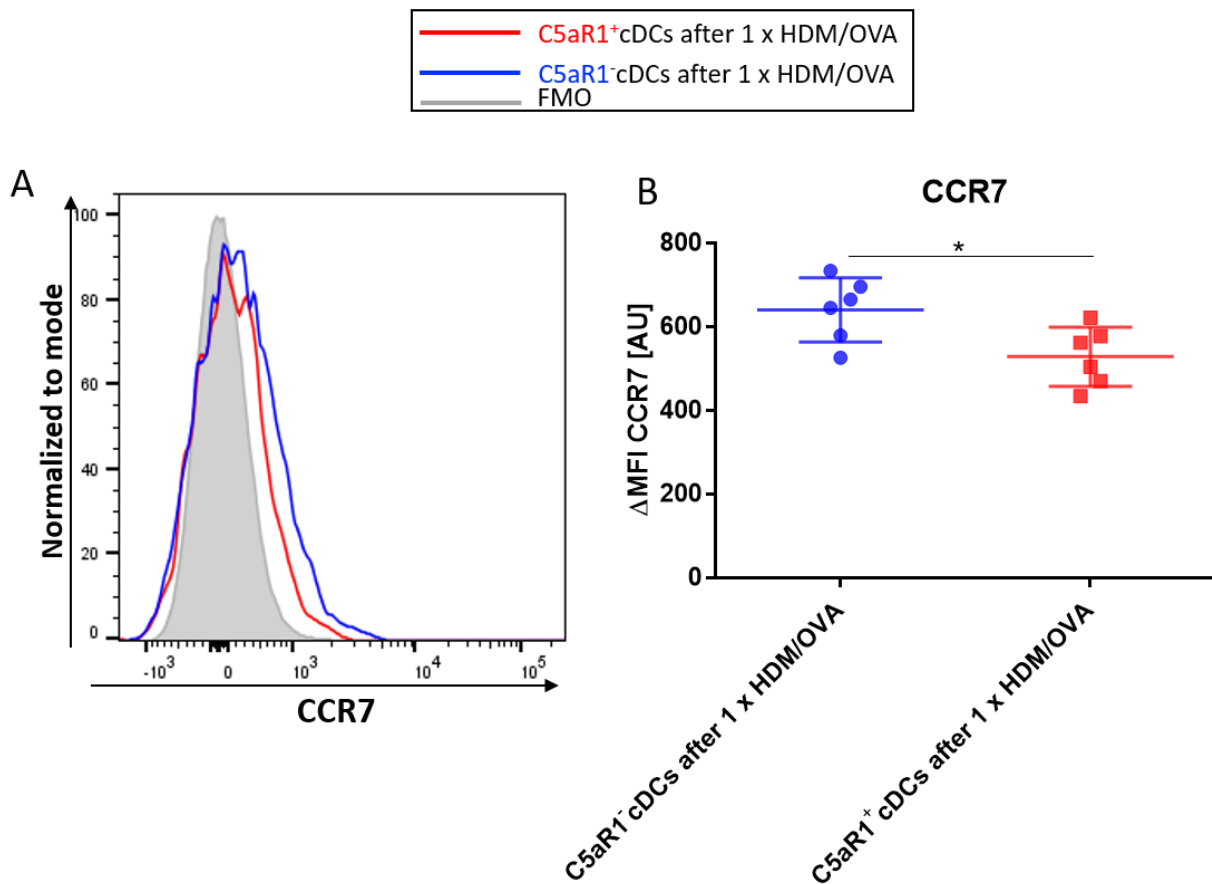 C5aR1⁺cDCs after 1 x HDM/OVA
C5aR1⁻cDCs after 1 x HDM/OVA
FMO
A
Normalized to mode
100
80
60
40
20
0
-10³ 0 10³ 10⁴ 10⁵
CCR7
B
CCR7
*
ΔMFI CCR7 [AU]
800
600
400
200
0
C5aR1⁻cDCs after 1 x HDM/OVA
C5aR1⁺ cDCs after 1 x HDM/OVA